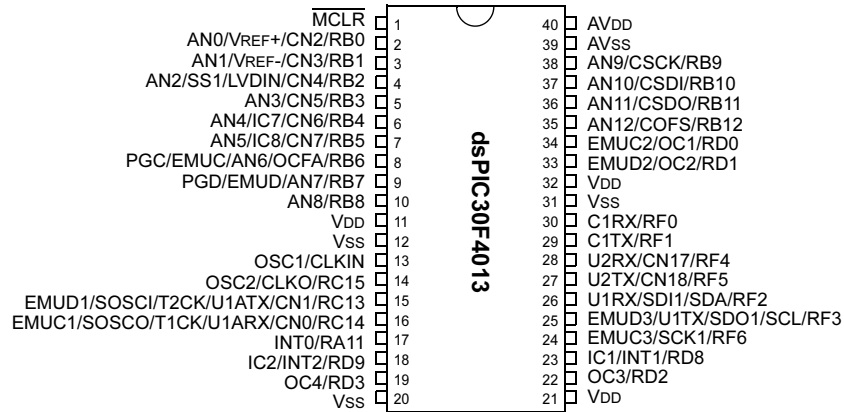 MCLR 1
AN0/VREF+/CN2/RB0 2
AN1/VREF-/CN3/RB1 3
AN2/SS1/LVDIN/CN4/RB2 4
AN3/CN5/RB3 5
AN4/IC7/CN6/RB4 6
AN5/IC8/CN7/RB5 7
PGC/EMUC/AN6/OCFA/RB6 8
PGD/EMUD/AN7/RB7 9
AN8/RB8 10
VDD 11
VSS 12
OSC1/CLKIN 13
OSC2/CLKO/RC15 14
EMUD1/SOSCI/T2CK/U1ATX/CN1/RC13 15
EMUC1/SOSCO/T1CK/U1ARX/CN0/RC14 16
INT0/RA11 17
IC2/INT2/RD9 18
OC4/RD3 19
VSS 20
dsPIC30F4013
40 AVDD
39 AVSS
38 AN9/CSCK/RB9
37 AN10/CSDI/RB10
36 AN11/CSDO/RB11
35 AN12/COFS/RB12
34 EMUC2/OC1/RD0
33 EMUD2/OC2/RD1
32 VDD
31 VSS
30 C1RX/RF0
29 C1TX/RF1
28 U2RX/CN17/RF4
27 U2TX/CN18/RF5
26 U1RX/SDI1/SDA/RF2
25 EMUD3/U1TX/SDO1/SCL/RF3
24 EMUC3/SCK1/RF6
23 IC1/INT1/RD8
22 OC3/RD2
21 VDD